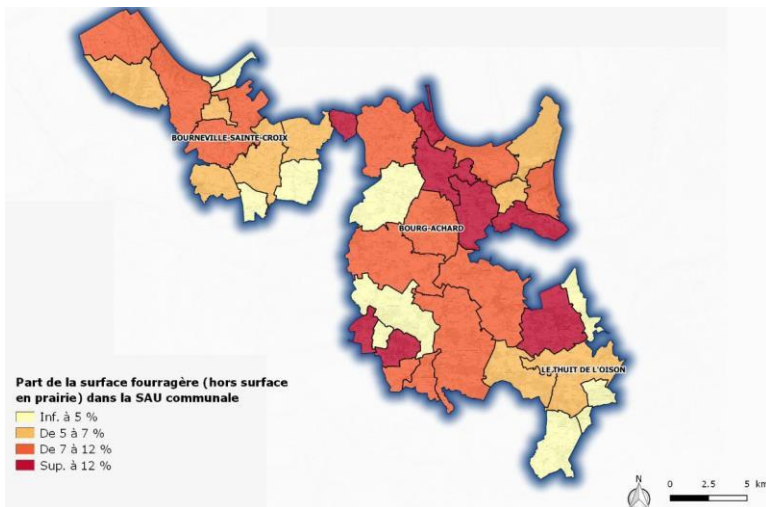 BOURNEVILLE-SAINTE-CROIX
BOURG-ACHARD
LE THUIT DE L'OISON
Part de la surface fourragère (hors surface
en prairie) dans la SAU communale
Inf. à 5 %
De 5 à 7 %
De 7 à 12 %
Sup. à 12 %
N
0 2.5 5 km